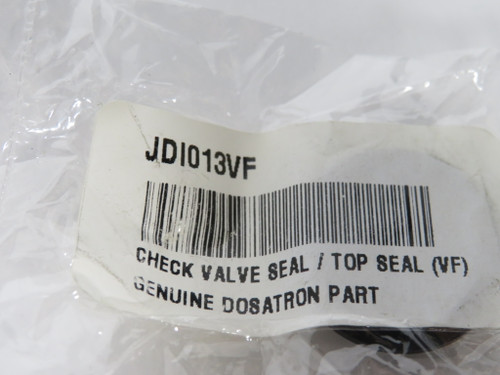 JDI013VF
CHECK VALVE SEAL / TOP SEAL (VF)
GENUINE DOSATRON PART